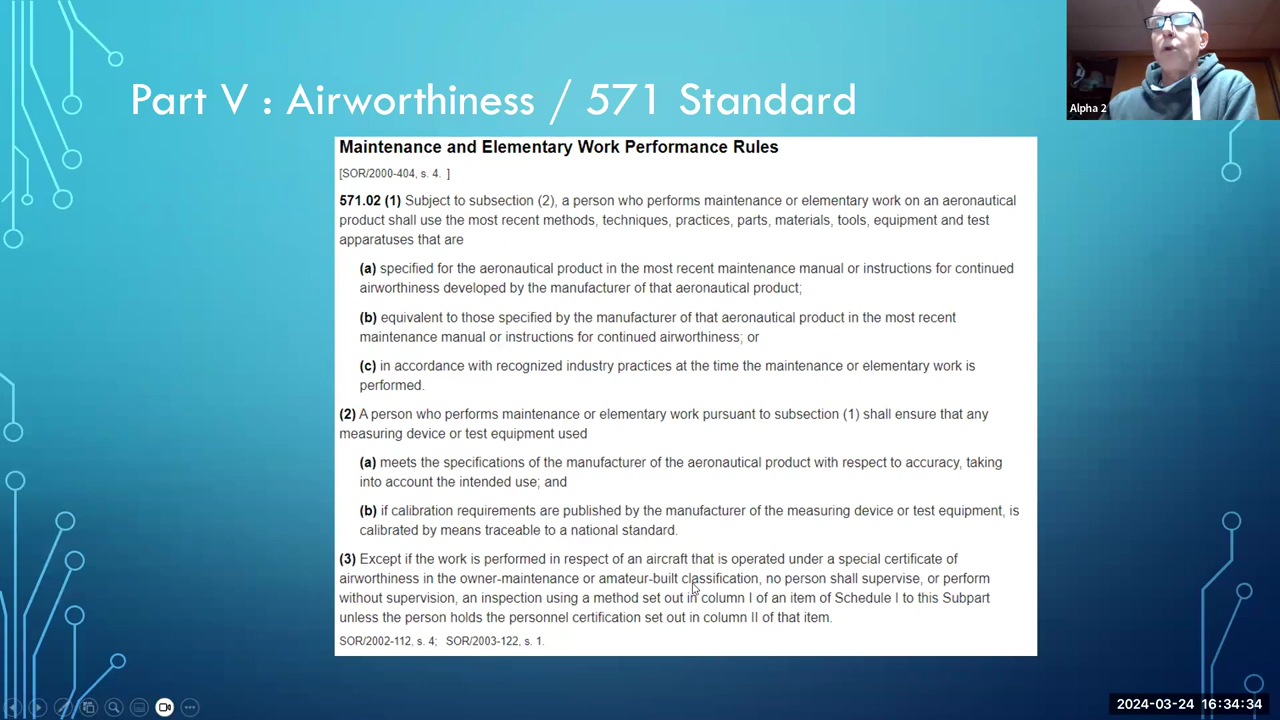 Part V : Airworthiness / 571 Standard
Alpha 2
Maintenance and Elementary Work Performance Rules
[SOR/2000-404, s. 4. ]
571.02 (1) Subject to subsection (2), a person who performs maintenance or elementary work on an aeronautical
product shall use the most recent methods, techniques, practices, parts, materials, tools, equipment and test
apparatuses that are
(a) specified for the aeronautical product in the most recent maintenance manual or instructions for continued
airworthiness developed by the manufacturer of that aeronautical product;
(b) equivalent to those specified by the manufacturer of that aeronautical product in the most recent
maintenance manual or instructions for continued airworthiness; or
(c) in accordance with recognized industry practices at the time the maintenance or elementary work is
performed.
(2) A person who performs maintenance or elementary work pursuant to subsection (1) shall ensure that any
measuring device or test equipment used
(a) meets the specifications of the manufacturer of the aeronautical product with respect to accuracy, taking
into account the intended use; and
(b) if calibration requirements are published by the manufacturer of the measuring device or test equipment, is
calibrated by means traceable to a national standard.
(3) Except if the work is performed in respect of an aircraft that is operated under a special certificate of
airworthiness in the owner-maintenance or amateur-built classification, no person shall supervise, or perform
without supervision, an inspection using a method set out in column I of an item of Schedule I to this Subpart
unless the person holds the personnel certification set out in column II of that item.
SOR/2002-112, s. 4; SOR/2003-122, s. 1.
2024-03-24 16:34:34